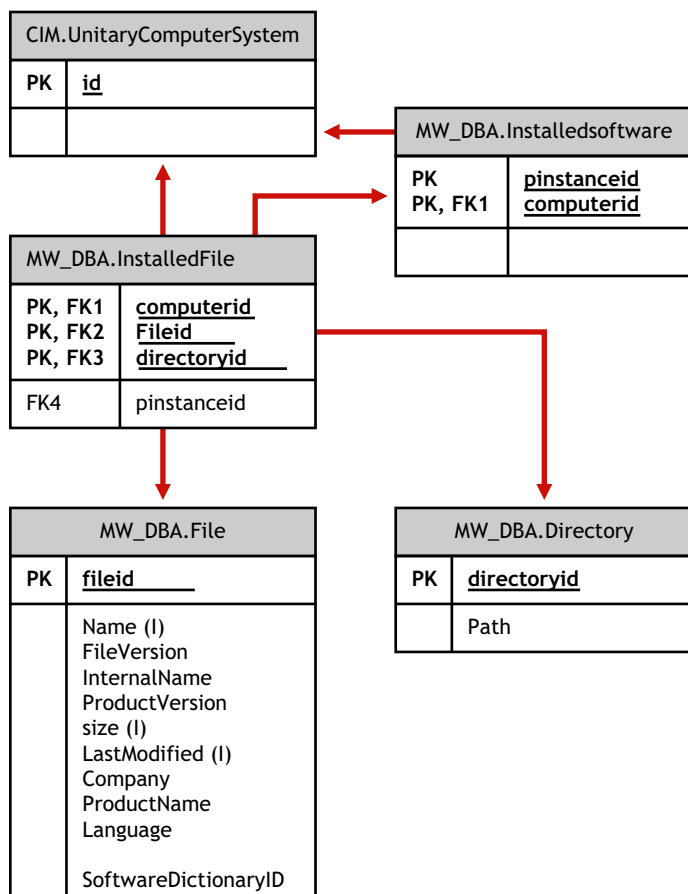 CIM.UnitaryComputerSystem
PK id
MW_DBA.Installedsoftware
PK pinstanceid
PK, FK1 computerid
MW_DBA.InstalledFile
PK, FK1 computerid
PK, FK2 Fileid
PK, FK3 directoryid
FK4 pinstanceid
MW_DBA.File
PK fileid
Name (I)
FileVersion
InternalName
ProductVersion
size (I)
LastModified (I)
Company
ProductName
Language
SoftwareDictionaryID
MW_DBA.Directory
PK directoryid
Path